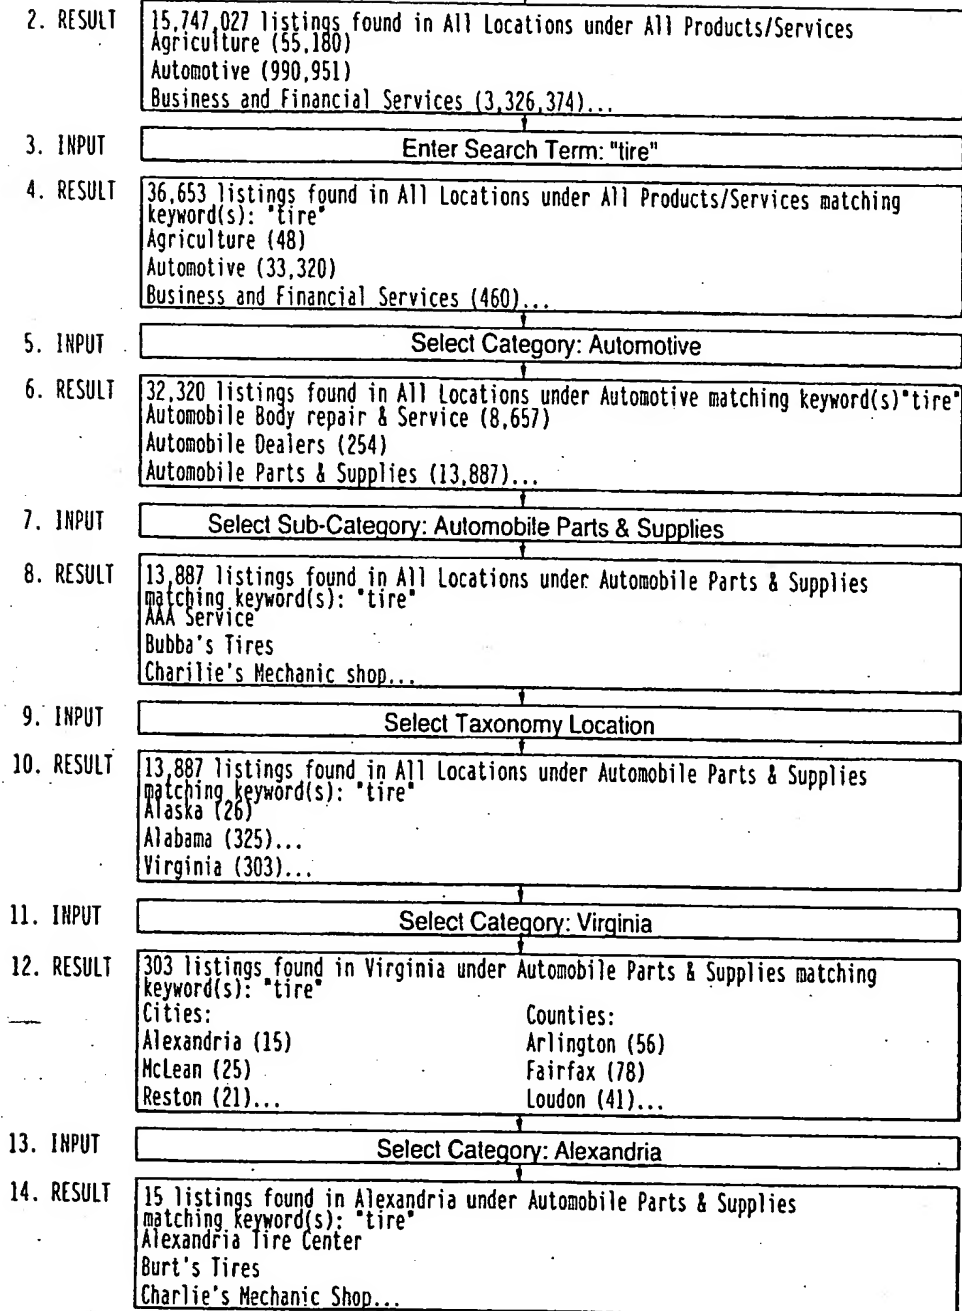 2. RESULT
15,747,027 listings found in All Locations under All Products/Services
Agriculture (55,180)
Automotive (990,951)
Business and Financial Services (3,326,374)...
3. INPUT
Enter Search Term: "tire"
4. RESULT
36,653 listings found in All Locations under All Products/Services matching
keyword(s): "tire"
Agriculture (48)
Automotive (33,320)
Business and Financial Services (460)...
5. INPUT
Select Category: Automotive
6. RESULT
32,320 listings found in All Locations under Automotive matching keyword(s)"tire"
Automobile Body repair & Service (8,657)
Automobile Dealers (254)
Automobile Parts & Supplies (13,887)...
7. INPUT
Select Sub-Category: Automobile Parts & Supplies
8. RESULT
13,887 listings found in All Locations under Automobile Parts & Supplies
matching keyword(s): "tire"
AAA Service
Bubba's Tires
Charilie's Mechanic shop...
9. INPUT
Select Taxonomy Location
10. RESULT
13,887 listings found in All Locations under Automobile Parts & Supplies
matching keyword(s): "tire"
Alaska (26)
Alabama (325)...
Virginia (303)...
11. INPUT
Select Category: Virginia
12. RESULT
303 listings found in Virginia under Automobile Parts & Supplies matching
keyword(s): "tire"
Cities: Counties:
Alexandria (15) Arlington (56)
McLean (25) Fairfax (78)
Reston (21)... Loudon (41)...
13. INPUT
Select Category: Alexandria
14. RESULT
15 listings found in Alexandria under Automobile Parts & Supplies
matching keyword(s): "tire"
Alexandria Tire Center
Burt's Tires
Charlie's Mechanic Shop...